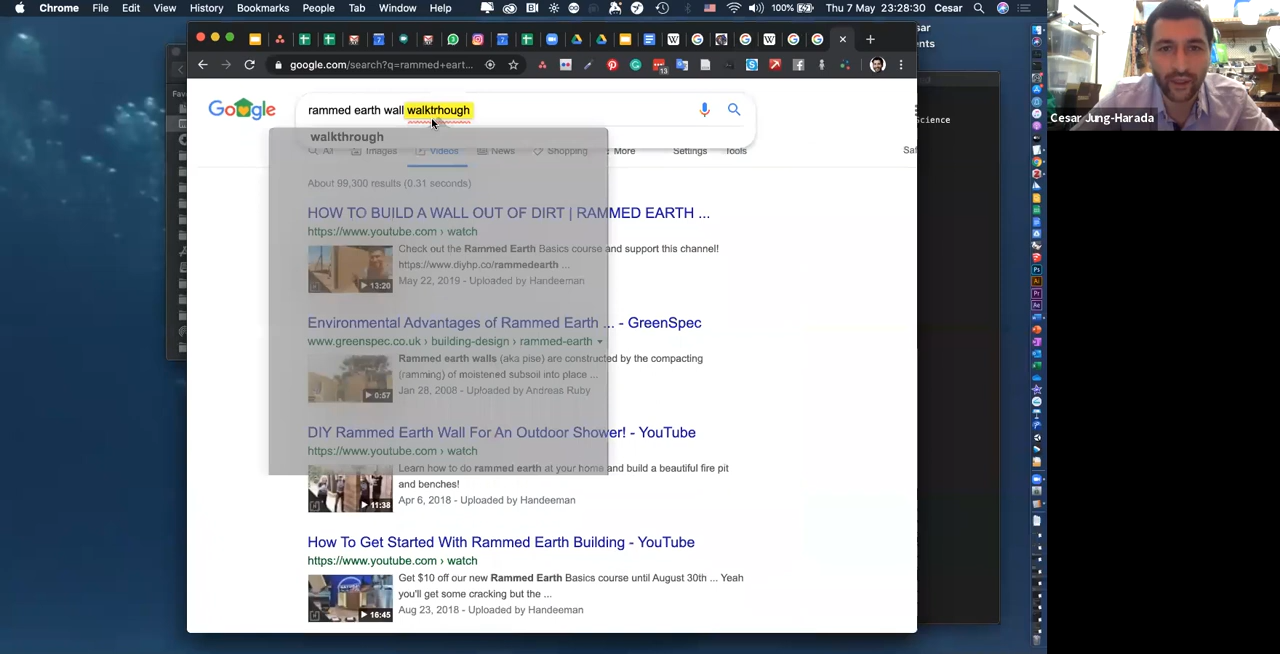 Chrome File Edit View History Bookmarks People Tab Window Help 100% Thu 7 May 23:28:30 Cesar
google.com/search?q=rammed+eart...
13
Fav
sar
ents
cience
Cesar Jung-Harada
Google
rammed earth wall walktrhough
walkthrough
All Images Videos News Shopping More Settings Tools Saf
About 99,300 results (0.31 seconds)
HOW TO BUILD A WALL OUT OF DIRT | RAMMED EARTH ...
https://www.youtube.com › watch
Check out the Rammed Earth Basics course and support this channel!
https://www.diyhp.co/rammedearth ...
May 22, 2019 - Uploaded by Handeeman
13:20
Environmental Advantages of Rammed Earth ... - GreenSpec
www.greenspec.co.uk › building-design › rammed-earth
Rammed earth walls (aka pise) are constructed by the compacting
(ramming) of moistened subsoil into place ...
Jan 28, 2008 - Uploaded by Andreas Ruby
0:57
DIY Rammed Earth Wall For An Outdoor Shower! - YouTube
https://www.youtube.com › watch
Learn how to do rammed earth at your home and build a beautiful fire pit
and benches!
Apr 6, 2018 - Uploaded by Handeeman
11:38
How To Get Started With Rammed Earth Building - YouTube
https://www.youtube.com › watch
Get $10 off our new Rammed Earth Basics course until August 30th ... Yeah
you'll get some cracking but the ...
Aug 23, 2018 - Uploaded by Handeeman
16:45
Ps
Ai
Pr
Ae